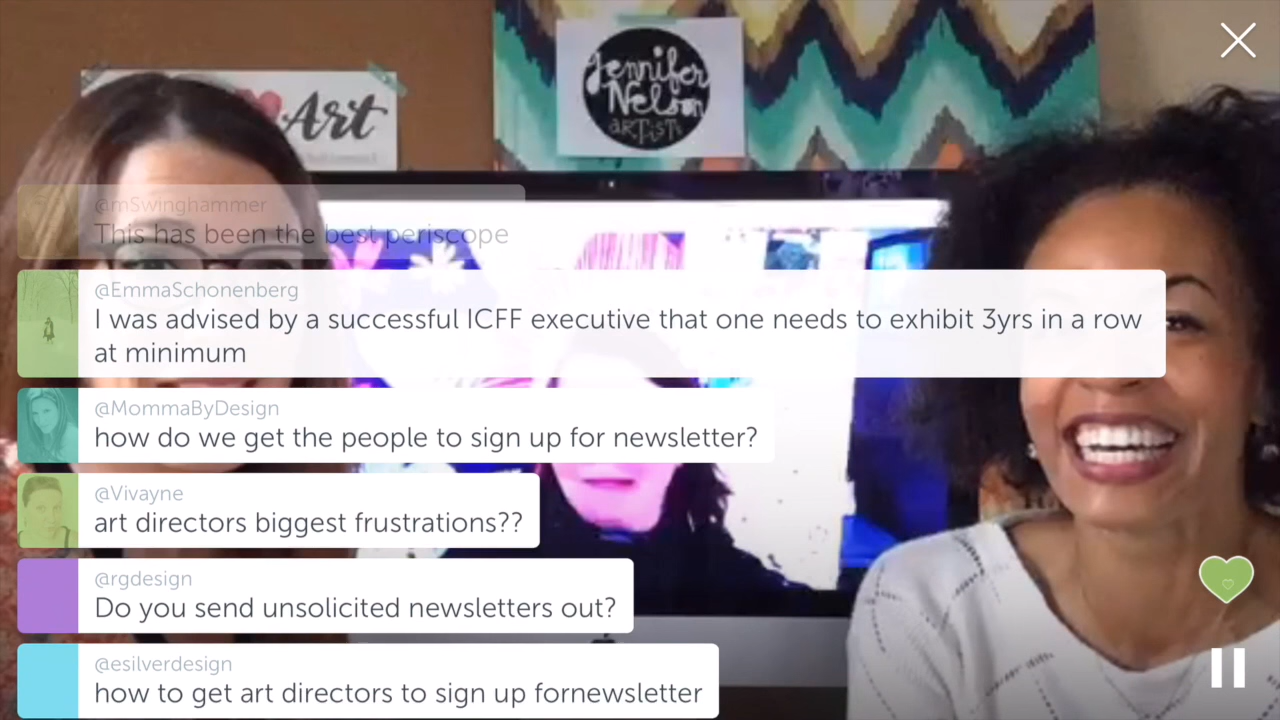 Art
Jennifer
Nelson
ARTiST
@mSwinghammer
This has been the best periscope
@EmmaSchonenberg
I was advised by a successful ICFF executive that one needs to exhibit 3yrs in a row
at minimum
@MommaByDesign
how do we get the people to sign up for newsletter?
@Vivayne
art directors biggest frustrations??
@rgdesign
Do you send unsolicited newsletters out?
@esilverdesign
how to get art directors to sign up fornewsletter